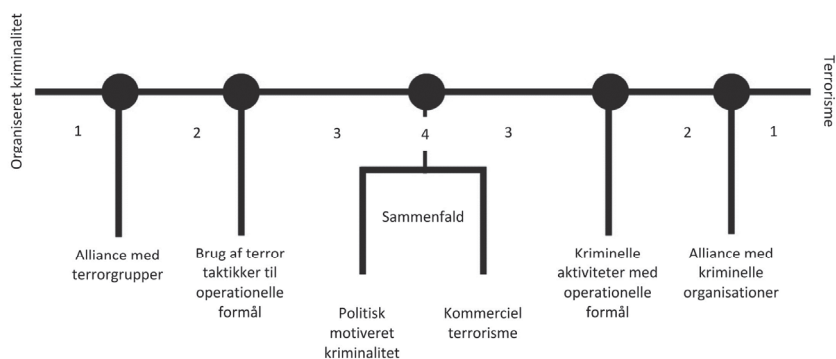 Organiseret kriminalitet
Terrorisme
1
2
3
4
3
2
1
Sammenfald
Alliance med
terrorgrupper
Brug af terror
taktikker til
operationelle
formål
Politisk
motiveret
kriminalitet
Kommerciel
terrorisme
Kriminelle
aktiviteter med
operationelle
formål
Alliance med
kriminelle
organisationer